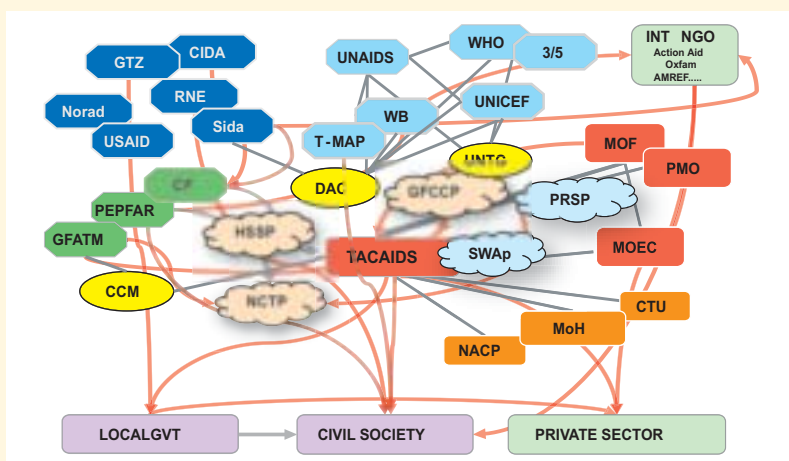 CIDA
WHO
INT NGO
GTZ
UNAIDS
3/5
Action Aid
Oxfam
AMREF.....
RNE
UNICEF
Norad
WB
USAID
Sida
T-MAP
MOF
UNTG
PMO
CF
DAC
GFCCP
PRSP
PEPFAR
HSSP
GFATM
TACAIDS
SWAp
MOEC
CCM
NCTP
CTU
MoH
NACP
LOCALGVT
CIVIL SOCIETY
PRIVATE SECTOR